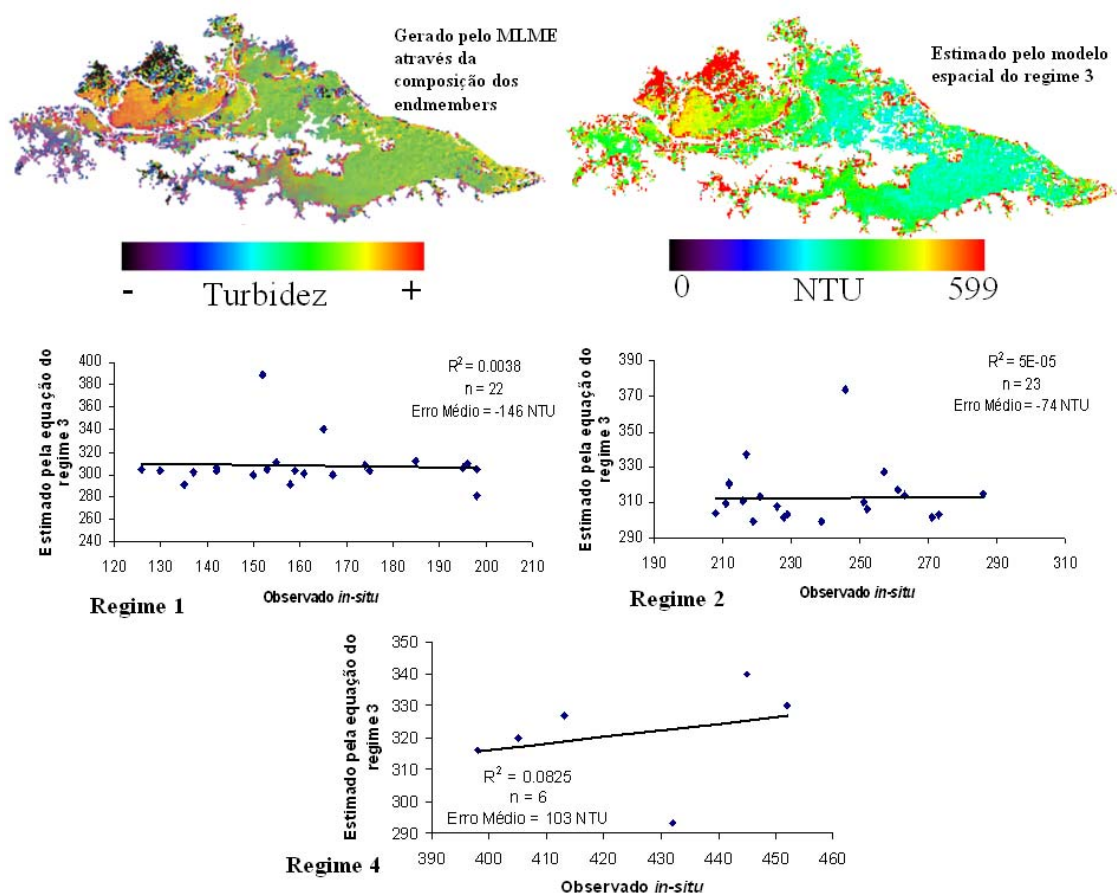 Gerado pelo MLME
através da
composição dos
endmembers
Estimado pelo modelo
espacial do regime 3
- Turbidez +
0 NTU 599
Estimado pela equação do
regime 3
400
380
360
340
320
300
280
260
240
R² = 0.0038
n = 22
Erro Médio = -146 NTU
120 130 140 150 160 170 180 190 200 210
Observado in-situ
Regime 1
Estimado pela equação do
regime 3
390
370
350
330
310
290
R² = 5E-05
n = 23
Erro Médio = -74 NTU
190 210 230 250 270 290 310
Observado in-situ
Regime 2
Estimado pela equação do
regime 3
350
340
330
320
310
300
290
R² = 0.0825
n = 6
Erro Médio = 103 NTU
390 400 410 420 430 440 450 460
Observado in-situ
Regime 4